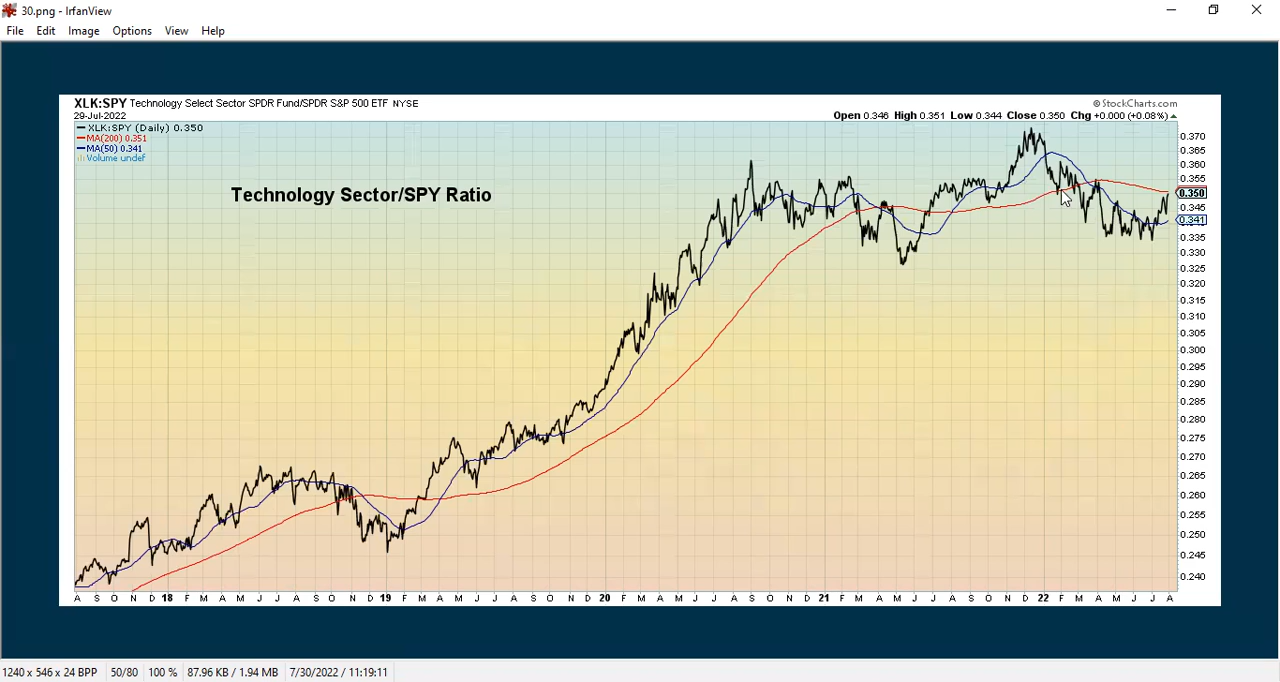 30.png - IrfanView
File Edit Image Options View Help
XLK:SPY Technology Select Sector SPDR Fund/SPDR S&P 500 ETF NYSE
© StockCharts.com
29-Jul-2022
Open 0.346 High 0.351 Low 0.344 Close 0.350 Chg +0.000 (+0.08%)
XLK:SPY (Daily) 0.350
MA(200) 0.351
MA(50) 0.341
Volume undef
Technology Sector/SPY Ratio
0.370
0.365
0.360
0.355
0.350
0.345
0.341
0.335
0.330
0.325
0.320
0.315
0.310
0.305
0.300
0.295
0.290
0.285
0.280
0.275
0.270
0.265
0.260
0.255
0.250
0.245
0.240
A S O N D 18 F M A M J J A S O N D 19 F M A M J J A S O N D 20 F M A M J J A S O N D 21 F M A M J J A S O N D 22 F M A M J J A
1240 x 546 x 24 BPP 50/80 100 % 87.96 KB / 1.94 MB 7/30/2022 / 11:19:11